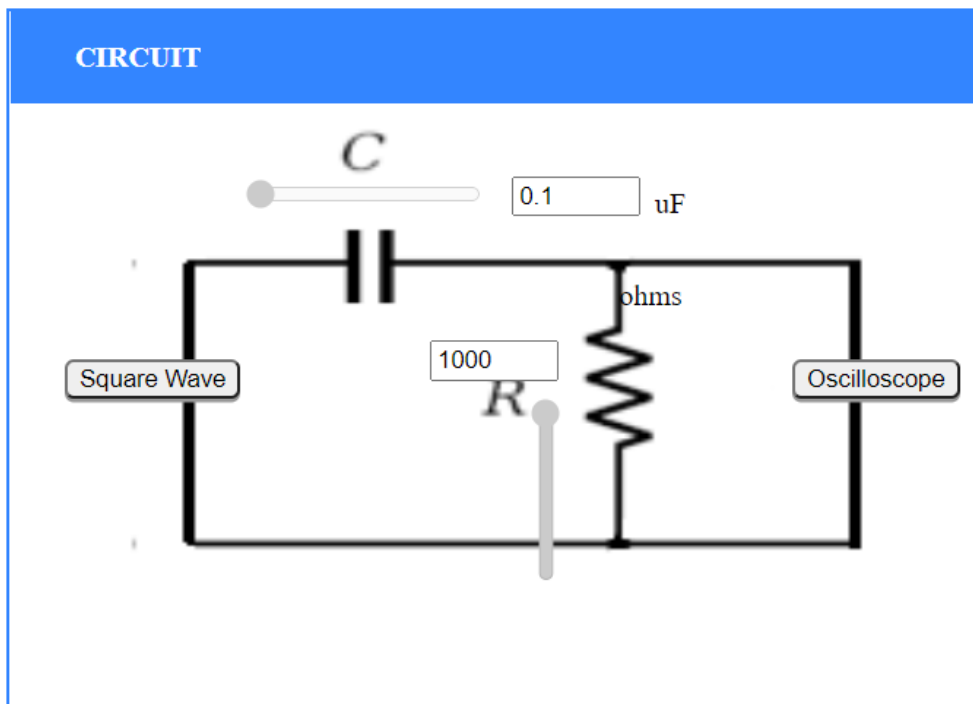 CIRCUIT
C
0.1 uF
ohms
1000
Square Wave
Oscilloscope
R